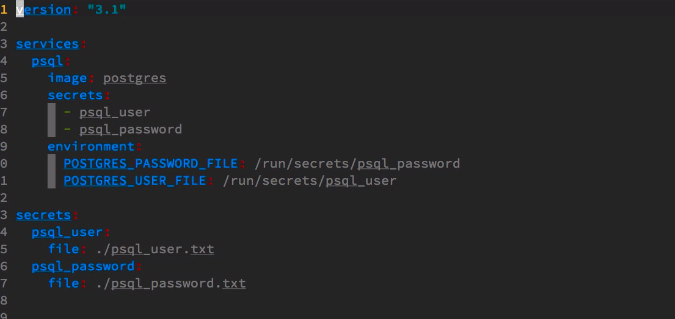 1 version: "3.1"
2
3 services:
4   psql:
5     image: postgres
6     secrets:
7       - psql_user
8       - psql_password
9     environment:
0       POSTGRES_PASSWORD_FILE: /run/secrets/psql_password
1       POSTGRES_USER_FILE: /run/secrets/psql_user
2
3 secrets:
4   psql_user:
5     file: ./psql_user.txt
6   psql_password:
7     file: ./psql_password.txt
8
9